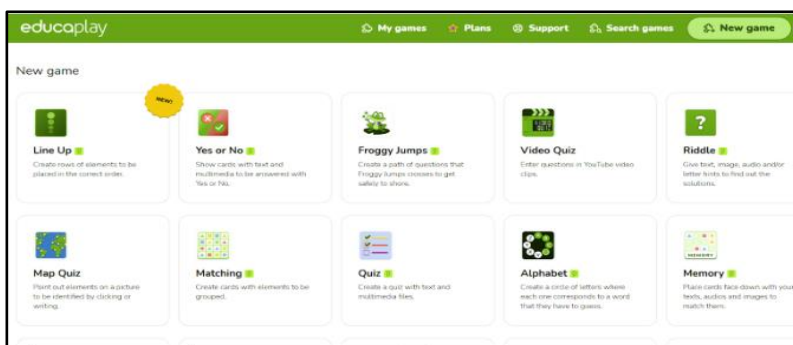 educaplay
My games
Plans
Support
Search games
New game
New game
NEW!
Line Up
Create rows of elements to be
placed in the correct order.
Yes or No
Show cards with text and
multimedia to be answered with
Yes or No.
Froggy Jumps
Create a path of questions that
Froggy Jumps crosses to get
safely to shore.
VIDEO
QUIZ
Video Quiz
Enter questions in YouTube video
clips.
?
Riddle
Give text, image, audio and/or
letter hints to find out the
solutions.
Map Quiz
Point out elements on a picture
to be identified by clicking or
writing.
Matching
Create cards with elements to be
grouped.
Quiz
Create a quiz with text and
multimedia files.
Alphabet
Create a circle of letters where
each one corresponds to a word
that they have to guess.
MEMORY
Memory
Place cards face down with your
texts, audios and images to
match them.